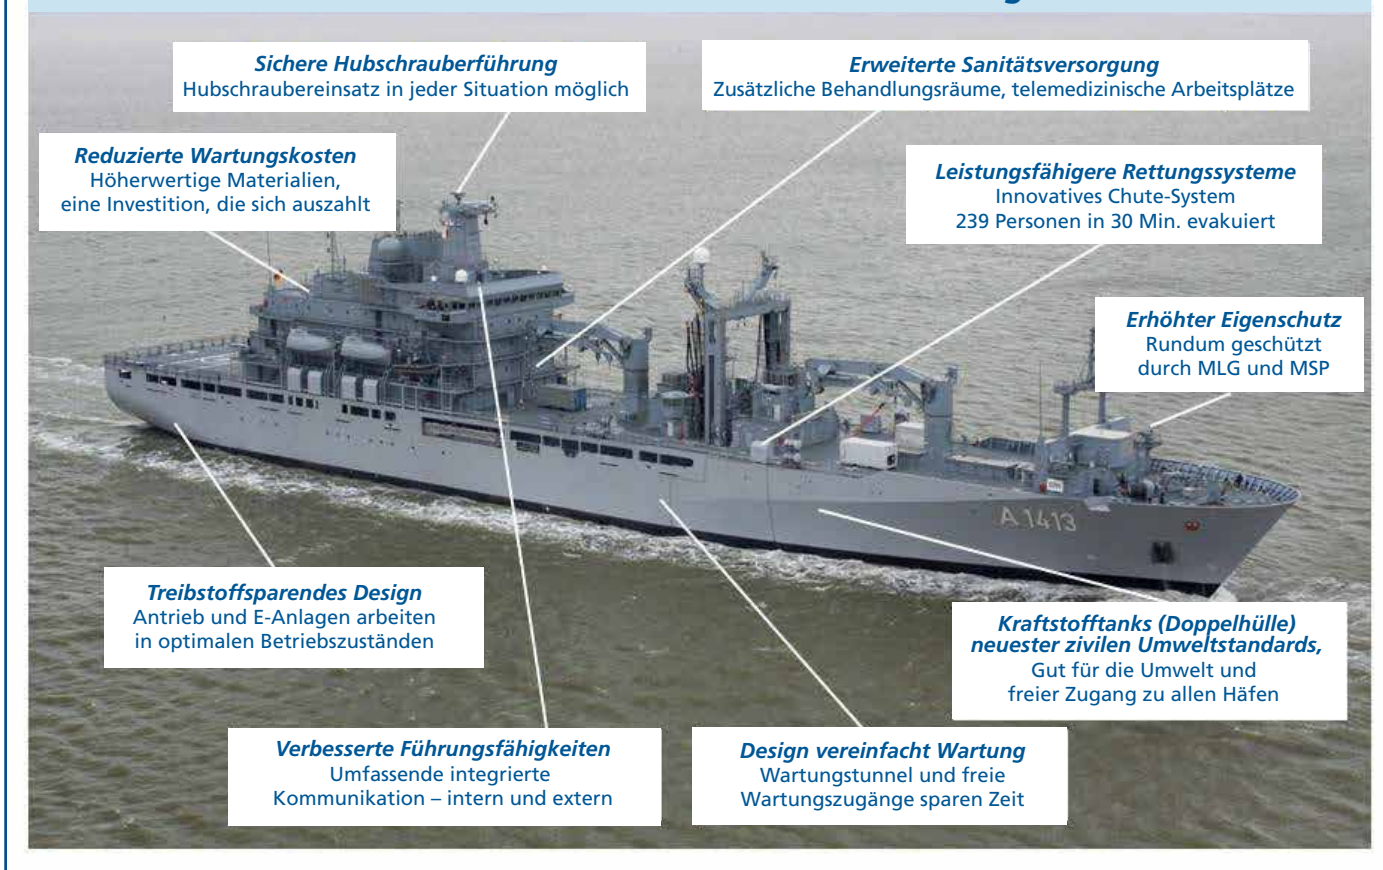 Sichere Hubschrauberführung
Hubschraubereinsatz in jeder Situation möglich
Erweiterte Sanitätsversorgung
Zusätzliche Behandlungsräume, telemedizinische Arbeitsplätze
Reduzierte Wartungskosten
Höherwertige Materialien,
eine Investition, die sich auszahlt
Leistungsfähigere Rettungssysteme
Innovatives Chute-System
239 Personen in 30 Min. evakuiert
Erhöhter Eigenschutz
Rundum geschützt
durch MLG und MSP
A 1413
Treibstoffsparendes Design
Antrieb und E-Anlagen arbeiten
in optimalen Betriebszuständen
Kraftstofftanks (Doppelhülle)
neuester zivilen Umweltstandards,
Gut für die Umwelt und
freier Zugang zu allen Häfen
Verbesserte Führungsfähigkeiten
Umfassende integrierte
Kommunikation – intern und extern
Design vereinfacht Wartung
Wartungstunnel und freie
Wartungszugänge sparen Zeit